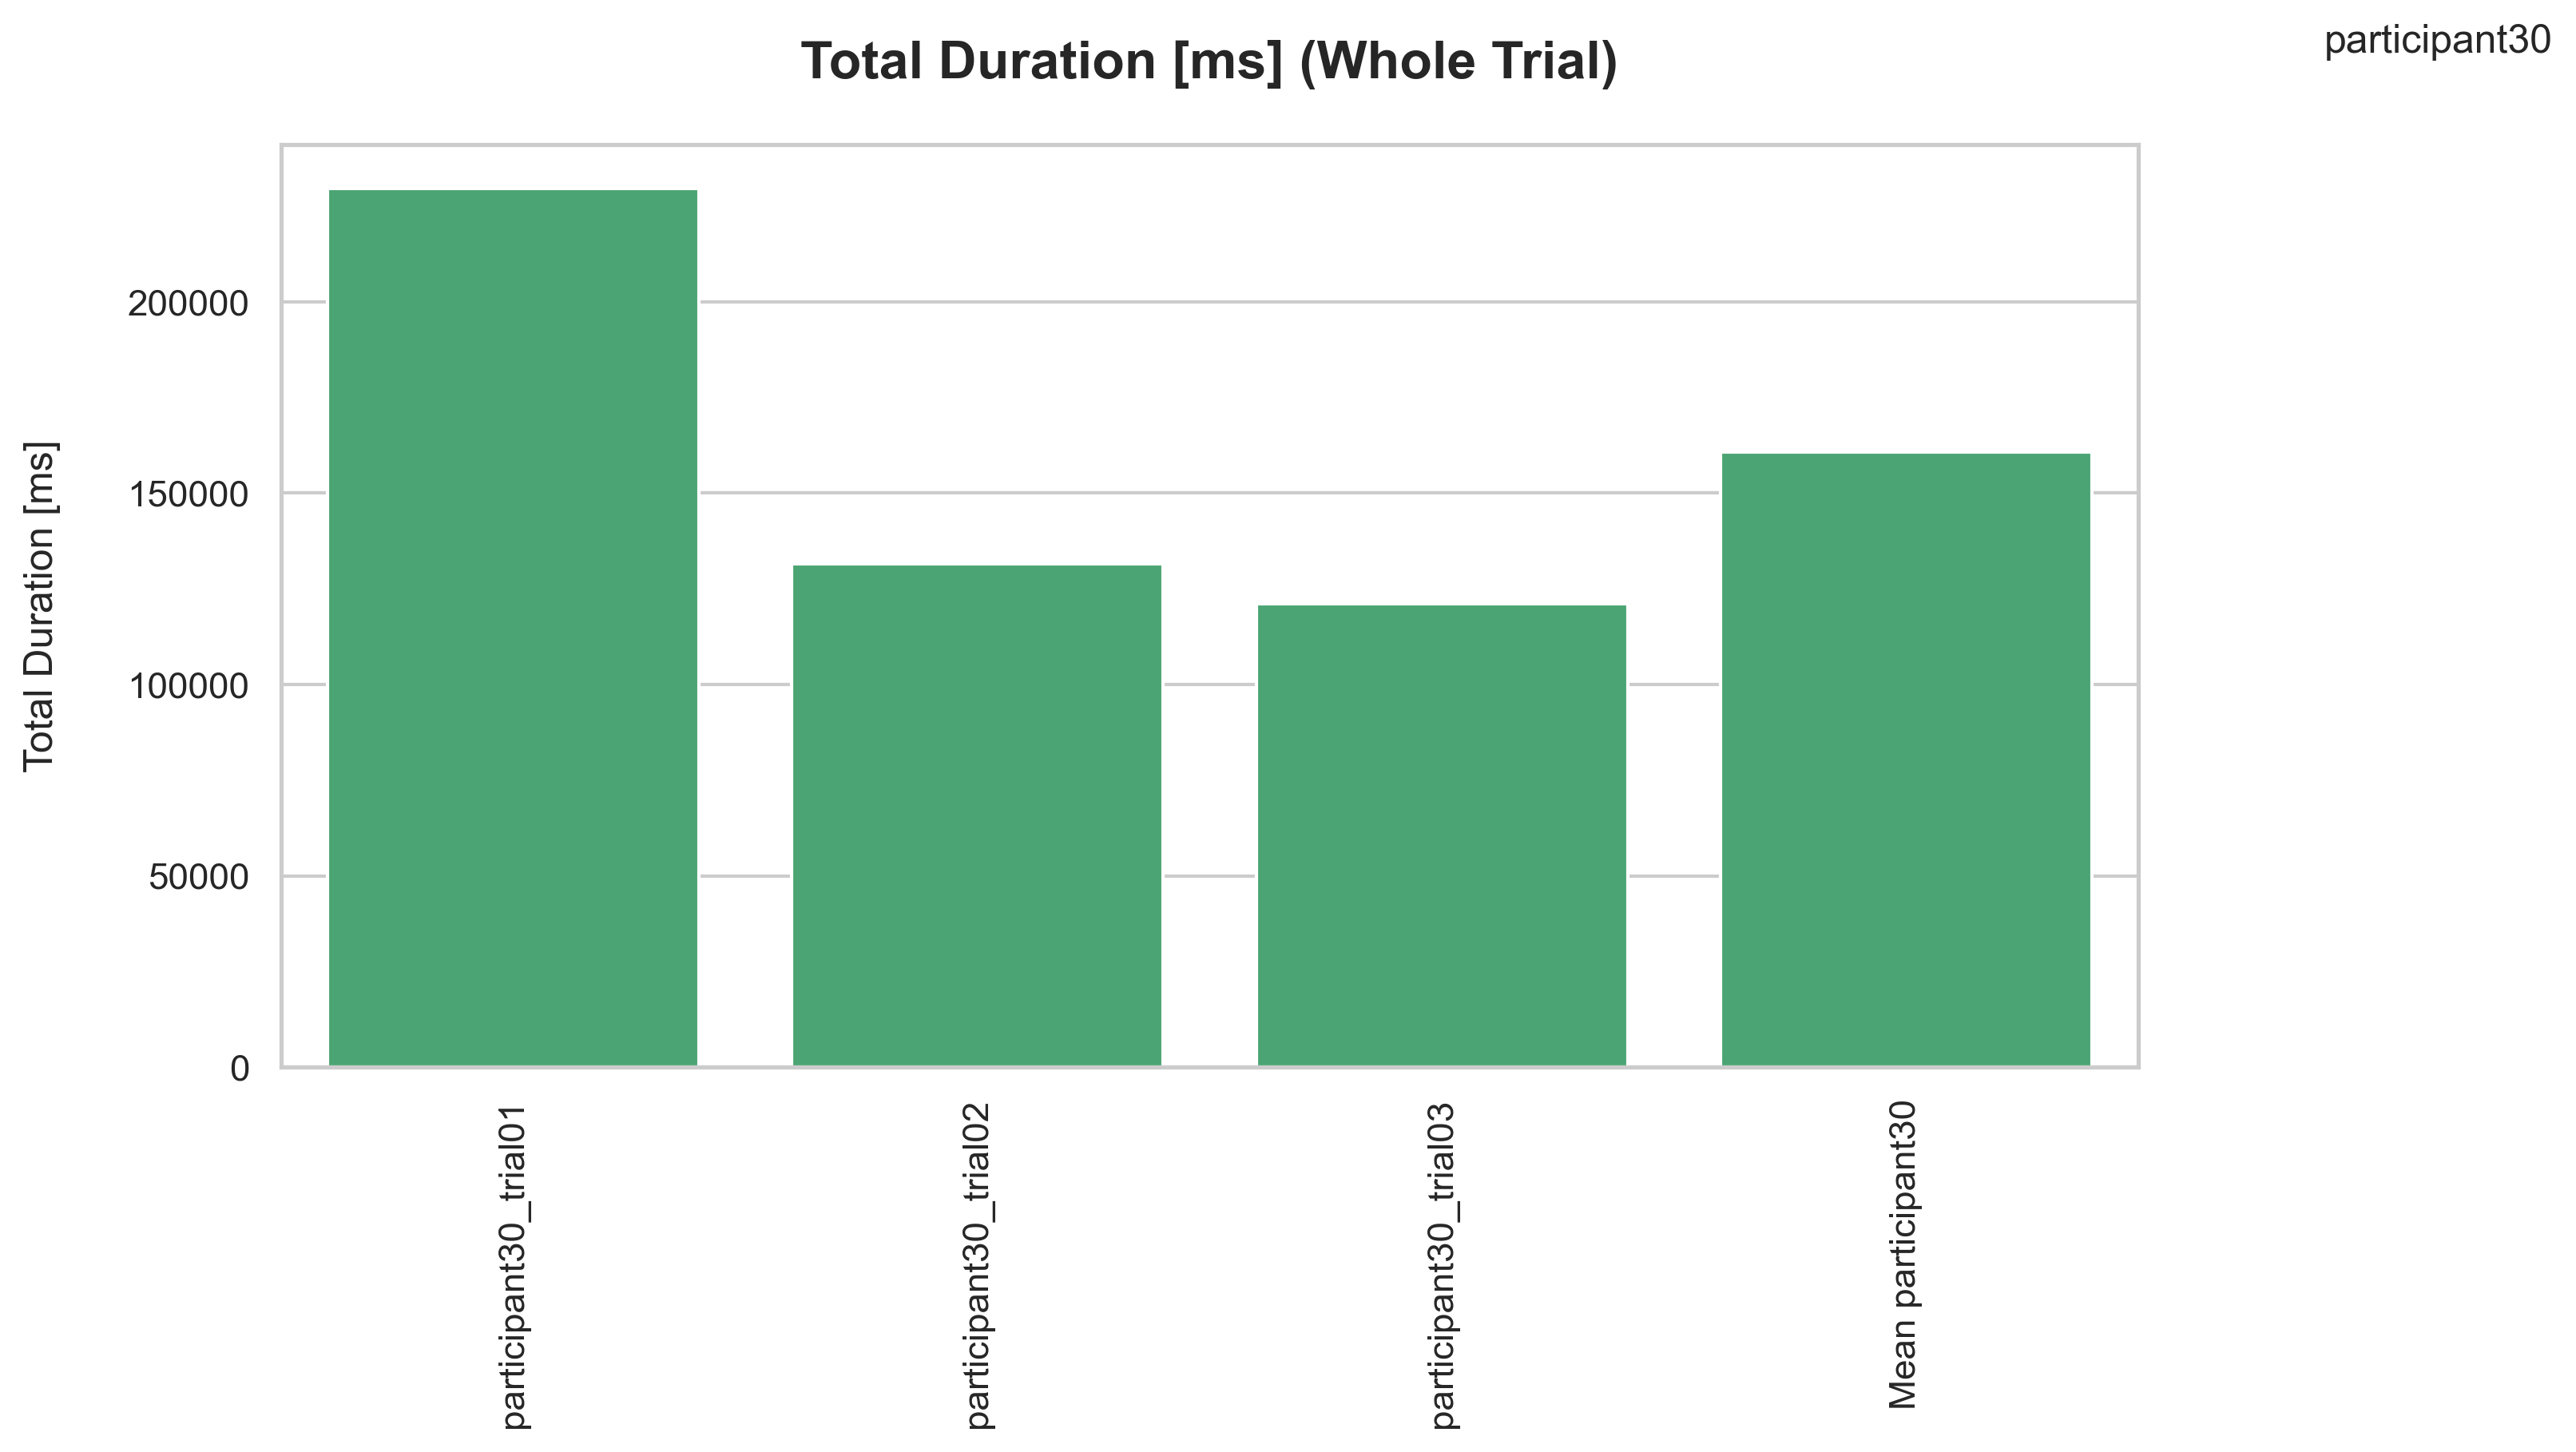 Total Duration [ms] (Whole Trial)
participant30
Total Duration [ms]
200000
150000
100000
50000
0
participant30_trial01
participant30_trial02
participant30_trial03
Mean participant30